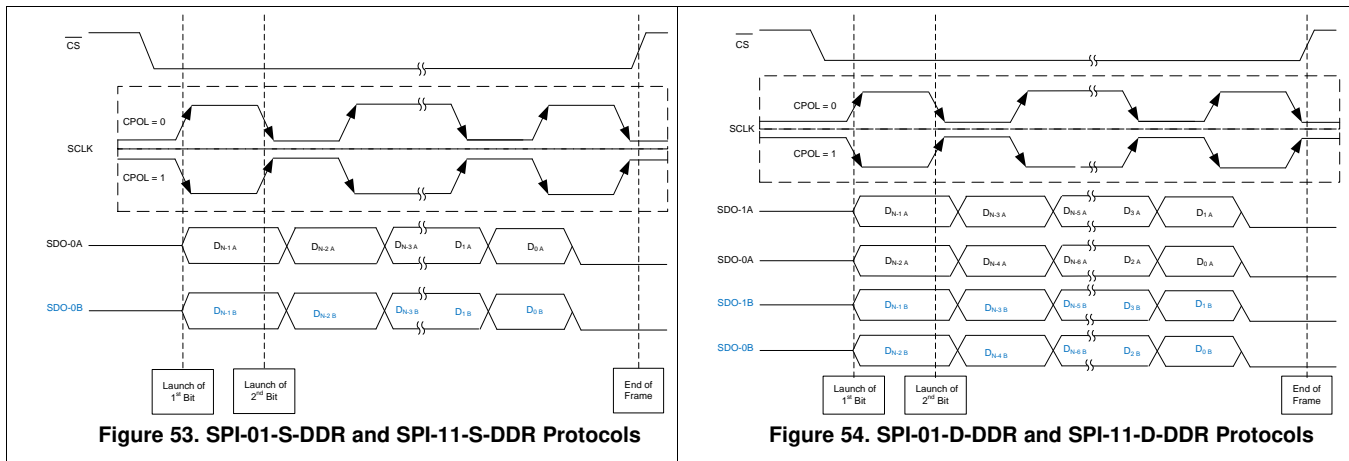 CS
CPOL = 0
SCLK
CPOL = 1
SDO-0A
DN-1 A DN-2 A DN-3 A D1 A D0 A
SDO-0B
DN-1 B DN-2 B DN-3 B D1 B D0 B
Launch of
1st Bit
Launch of
2nd Bit
End of
Frame
Figure 53. SPI-01-S-DDR and SPI-11-S-DDR Protocols
CS
CPOL = 0
SCLK
CPOL = 1
SDO-1A
DN-1 A DN-3 A DN-5 A D3 A D1 A
SDO-0A
DN-2 A DN-4 A DN-6 A D2 A D0 A
SDO-1B
DN-1 B DN-3 B DN-5 B D3 B D1 B
SDO-0B
DN-2 B DN-4 B DN-6 B D2 B D0 B
Launch of
1st Bit
Launch of
2nd Bit
End of
Frame
Figure 54. SPI-01-D-DDR and SPI-11-D-DDR Protocols